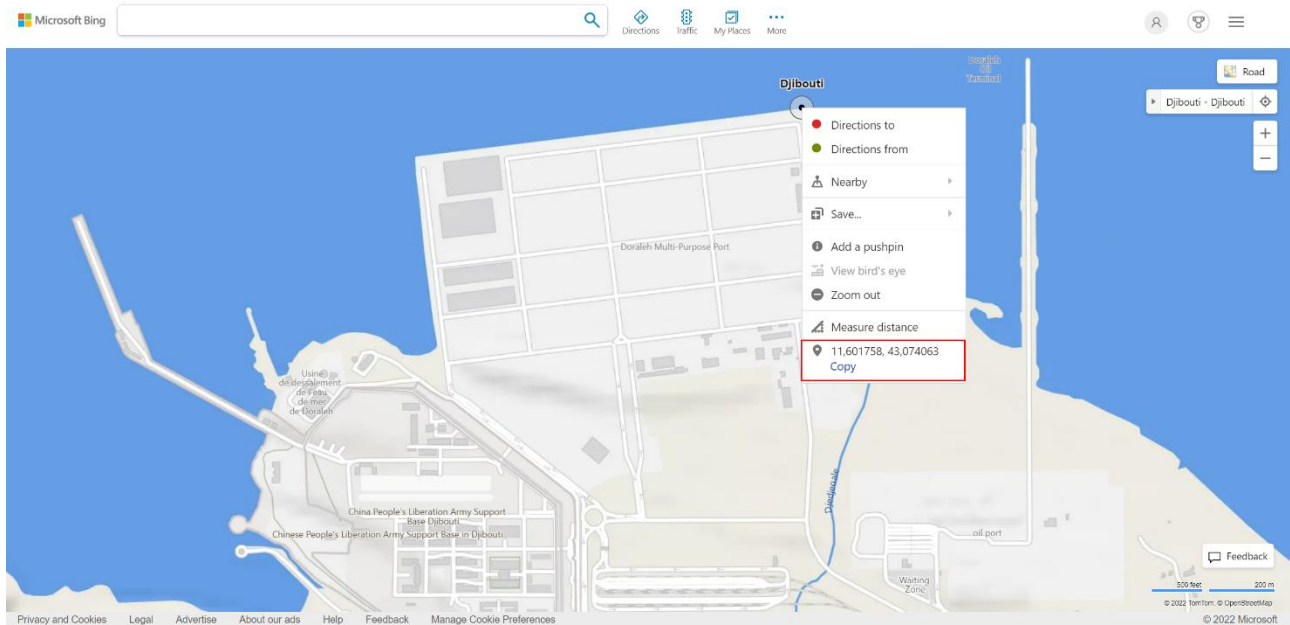 Microsoft Bing
Directions
Traffic
My Places
More
Djibouti
Doraleh
Oil
Terminal
Road
Djibouti · Djibouti
Directions to
Directions from
Nearby
Save...
Add a pushpin
View bird's eye
Zoom out
Measure distance
11,601758, 43,074063
Copy
Doraleh Multi-Purpose Port
Usine
de dessalement
de l'eau
de mer
de Doraleh
China People's Liberation Army Support
Base Djibouti
Chinese People's Liberation Army Support Base in Djibouti
Djedjanale
oil port
Waiting
Zone
Feedback
500 feet
200 m
© 2022 TomTom, © OpenStreetMap
Privacy and Cookies
Legal
Advertise
About our ads
Help
Feedback
Manage Cookie Preferences
© 2022 Microsoft